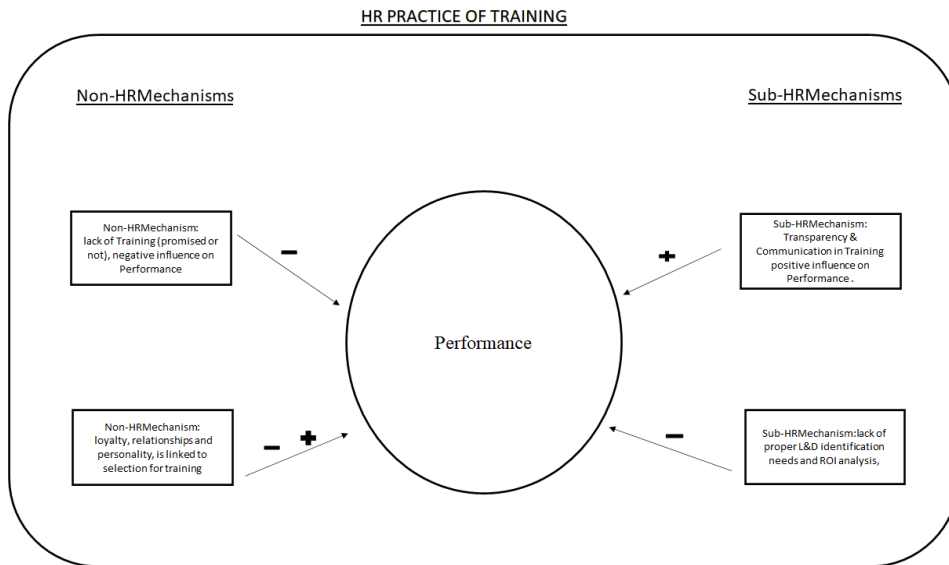 HR PRACTICE OF TRAINING
Non-HRMechanisms
Sub-HRMechanisms
Non-HRMechanism:
lack of Training (promised or
not), negative influence on
Performance
−
+
Sub-HRMechanism:
Transparency &
Communication in Training
positive influence on
Performance .
Performance
Non-HRMechanism:
loyalty, relationships and
personality, is linked to
selection for training
− +
−
Sub-HRMechanism:lack of
proper L&D identification
needs and ROI analysis,